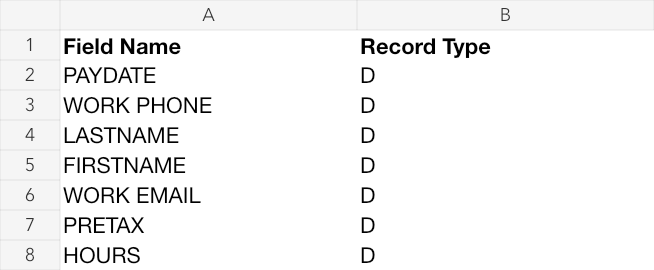 A B
1 Field Name Record Type
2 PAYDATE D
3 WORK PHONE D
4 LASTNAME D
5 FIRSTNAME D
6 WORK EMAIL D
7 PRETAX D
8 HOURS D